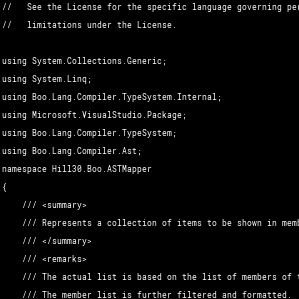 //   See the License for the specific language governing per
//   limitations under the License.
using System.Collections.Generic;
using System.Linq;
using Boo.Lang.Compiler.TypeSystem.Internal;
using Microsoft.VisualStudio.Package;
using Boo.Lang.Compiler.TypeSystem;
using Boo.Lang.Compiler.Ast;
namespace Hill30.Boo.ASTMapper
{
    /// <summary>
    /// Represents a collection of items to be shown in memb
    /// </summary>
    /// <remarks>
    /// The actual list is based on the list of members of t
    /// The member list is further filtered and formatted.